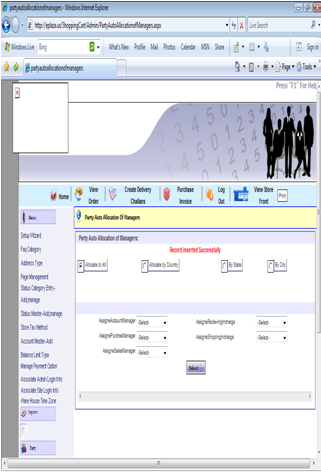 partyautoallocationofmanagers - Windows Internet Explorer
http://eplaza.us/ShoppingCart/Admin/PartyAutoAllocationofManagers.aspx
Live Search
Windows Live Bing What's New Profile Mail Photos Calendar MSN Share Sign in
partyautoallocationofmanagers Page Tools
Press "F1" For Help
Home View Order Create Delivery Challans Purchase Invoice Log Out View Store Front Print
Menu
Party Auto Allocation Of Managers
Setup Wizard
Faq Category
Address Type
Page Management
Status Category Entry-Add,manage
Status Master-Add,manage
Store Tax Method
Account Master-Add
Balance Limit Type
Manage Payment Option
Associate Admin Login Info
Associate Site Login Info
Ware House Time Zone
Reports
Party
Party Auto Allocation of Managers:
Record inserted Successfully
Allocate to All Allocate by Country By State By City
AssigneAccountManager -Select- AssigneRecievingIncharge -Select-
AssignePurchaseManager -Select- AssigneShippingIncharge -Select-
AssigneSalesManager -Select-